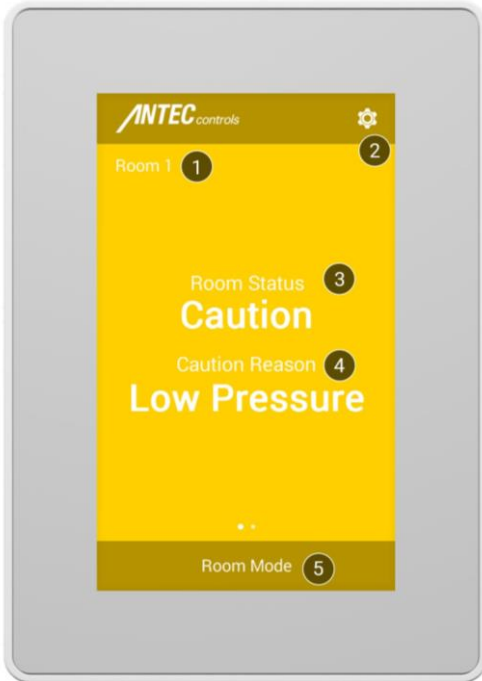 ANTEC controls
2
Room 1 1
Room Status 3
Caution
Caution Reason 4
Low Pressure
Room Mode 5